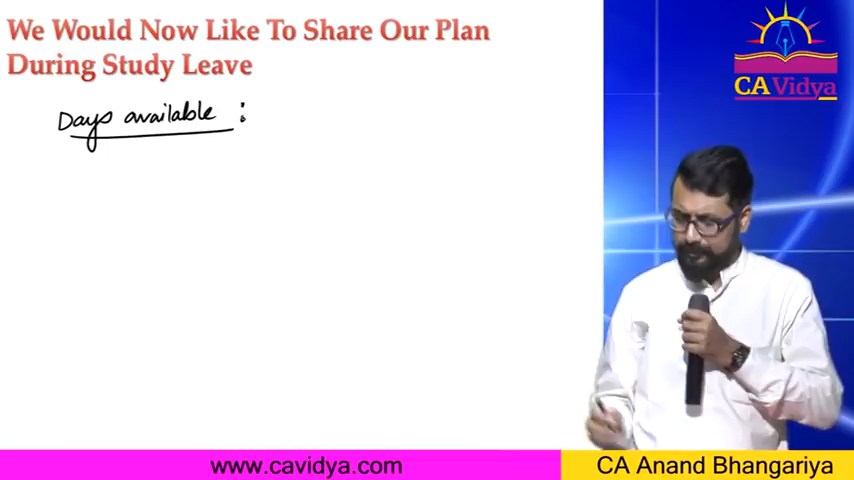 We Would Now Like To Share Our Plan
During Study Leave
Days available :
CA Vidya
www.cavidya.com
CA Anand Bhangariya